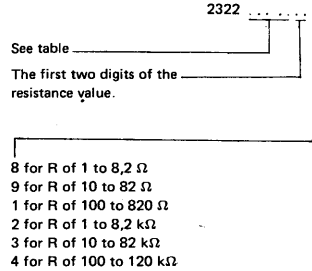 2322 ... ... ..
See table
The first two digits of the
resistance value.
8 for R of 1 to 8,2 Ω
9 for R of 10 to 82 Ω
1 for R of 100 to 820 Ω
2 for R of 1 to 8,2 kΩ
3 for R of 10 to 82 kΩ
4 for R of 100 to 120 kΩ